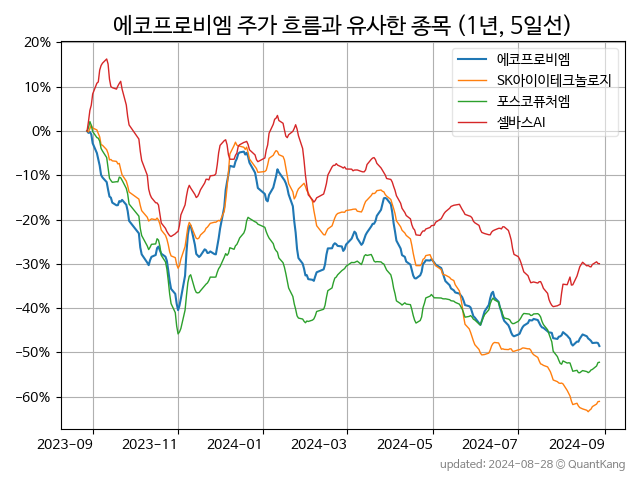 에코프로비엠 주가 흐름과 유사한 종목 (1년, 5일선)
20%
10%
0%
−10%
−20%
−30%
−40%
−50%
−60%
에코프로비엠
SK아이이테크놀로지
포스코퓨처엠
셀바스AI
2023-09 2023-11 2024-01 2024-03 2024-05 2024-07 2024-09
updated: 2024-08-28 © QuantKang